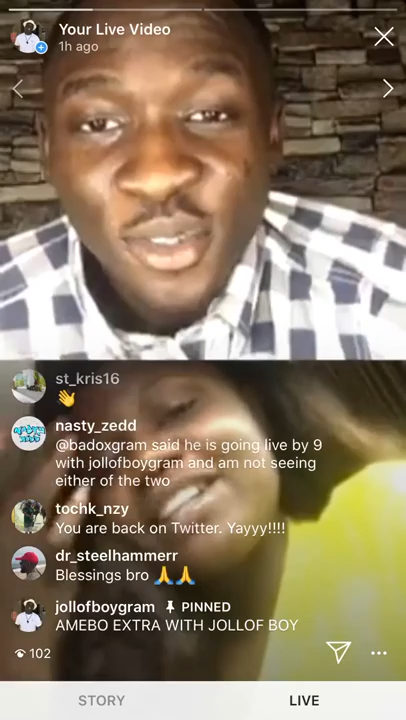 Your Live Video
1h ago
st_kris16
👋
nasty_zedd
@badoxgram said he is going live by 9
with jollofboygram and am not seeing
either of the two
tochk_nzy
You are back on Twitter. Yayyy!!!!
dr_steelhammerr
Blessings bro 🙏🙏
jollofboygram 📌 PINNED
AMEBO EXTRA WITH JOLLOF BOY
102
STORY LIVE